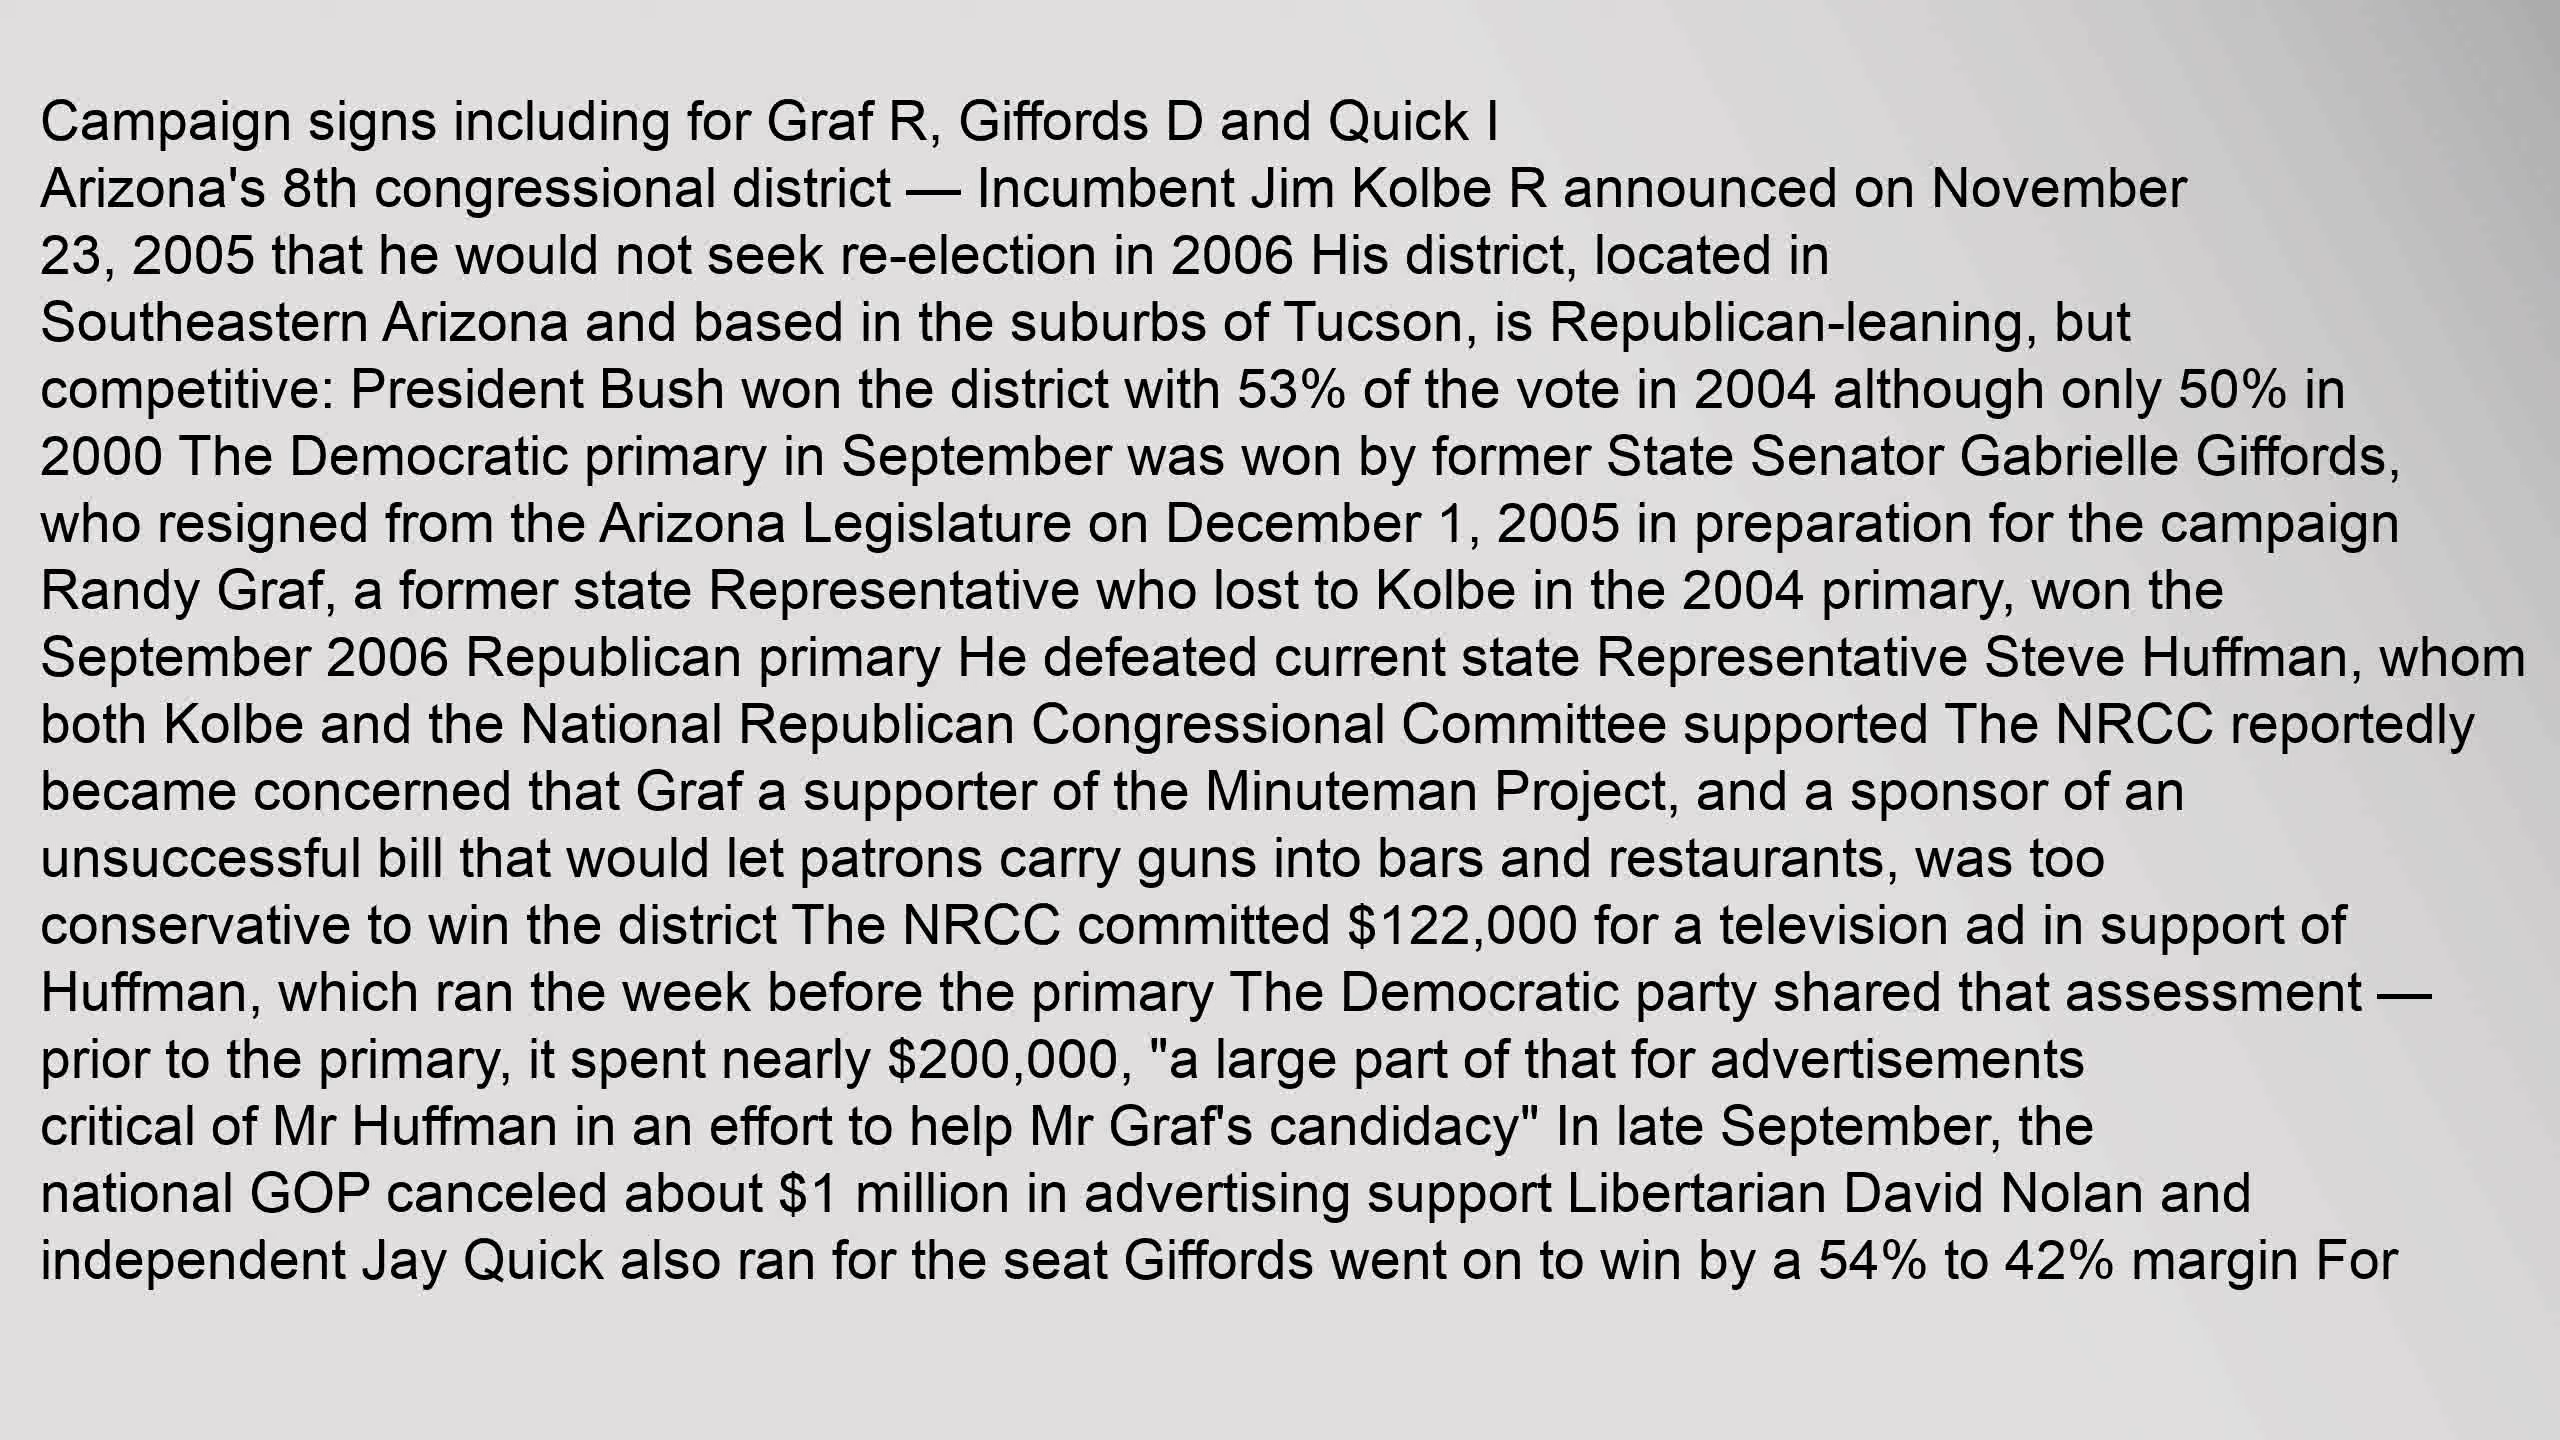 Campaign signs including for Graf R, Giffords D and Quick I
Arizona's 8th congressional district — Incumbent Jim Kolbe R announced on November
23, 2005 that he would not seek re-election in 2006 His district, located in
Southeastern Arizona and based in the suburbs of Tucson, is Republican-leaning, but
competitive: President Bush won the district with 53% of the vote in 2004 although only 50% in
2000 The Democratic primary in September was won by former State Senator Gabrielle Giffords,
who resigned from the Arizona Legislature on December 1, 2005 in preparation for the campaign
Randy Graf, a former state Representative who lost to Kolbe in the 2004 primary, won the
September 2006 Republican primary He defeated current state Representative Steve Huffman, whom
both Kolbe and the National Republican Congressional Committee supported The NRCC reportedly
became concerned that Graf a supporter of the Minuteman Project, and a sponsor of an
unsuccessful bill that would let patrons carry guns into bars and restaurants, was too
conservative to win the district The NRCC committed $122,000 for a television ad in support of
Huffman, which ran the week before the primary The Democratic party shared that assessment —
prior to the primary, it spent nearly $200,000, "a large part of that for advertisements
critical of Mr Huffman in an effort to help Mr Graf's candidacy" In late September, the
national GOP canceled about $1 million in advertising support Libertarian David Nolan and
independent Jay Quick also ran for the seat Giffords went on to win by a 54% to 42% margin For